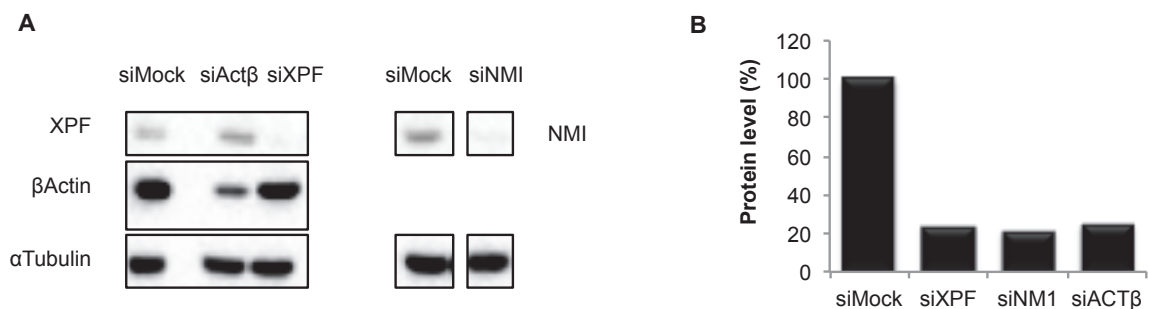 A
siMock siActβ siXPF
siMock siNMI
XPF
NMI
βActin
αTubulin
B
Protein level (%)
120
100
80
60
40
20
0
siMock siXPF siNM1 siACTβ